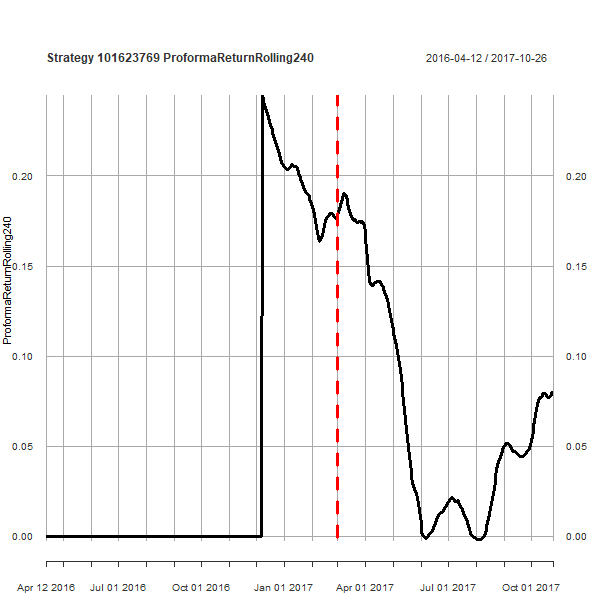 Strategy 101623769 ProformaReturnRolling240
2016-04-12 / 2017-10-26
ProformaReturnRolling240
0.20 0.20
0.15 0.15
0.10 0.10
0.05 0.05
0.00 0.00
Apr 12 2016 Jul 01 2016 Oct 01 2016 Jan 01 2017 Apr 01 2017 Jul 01 2017 Oct 01 2017